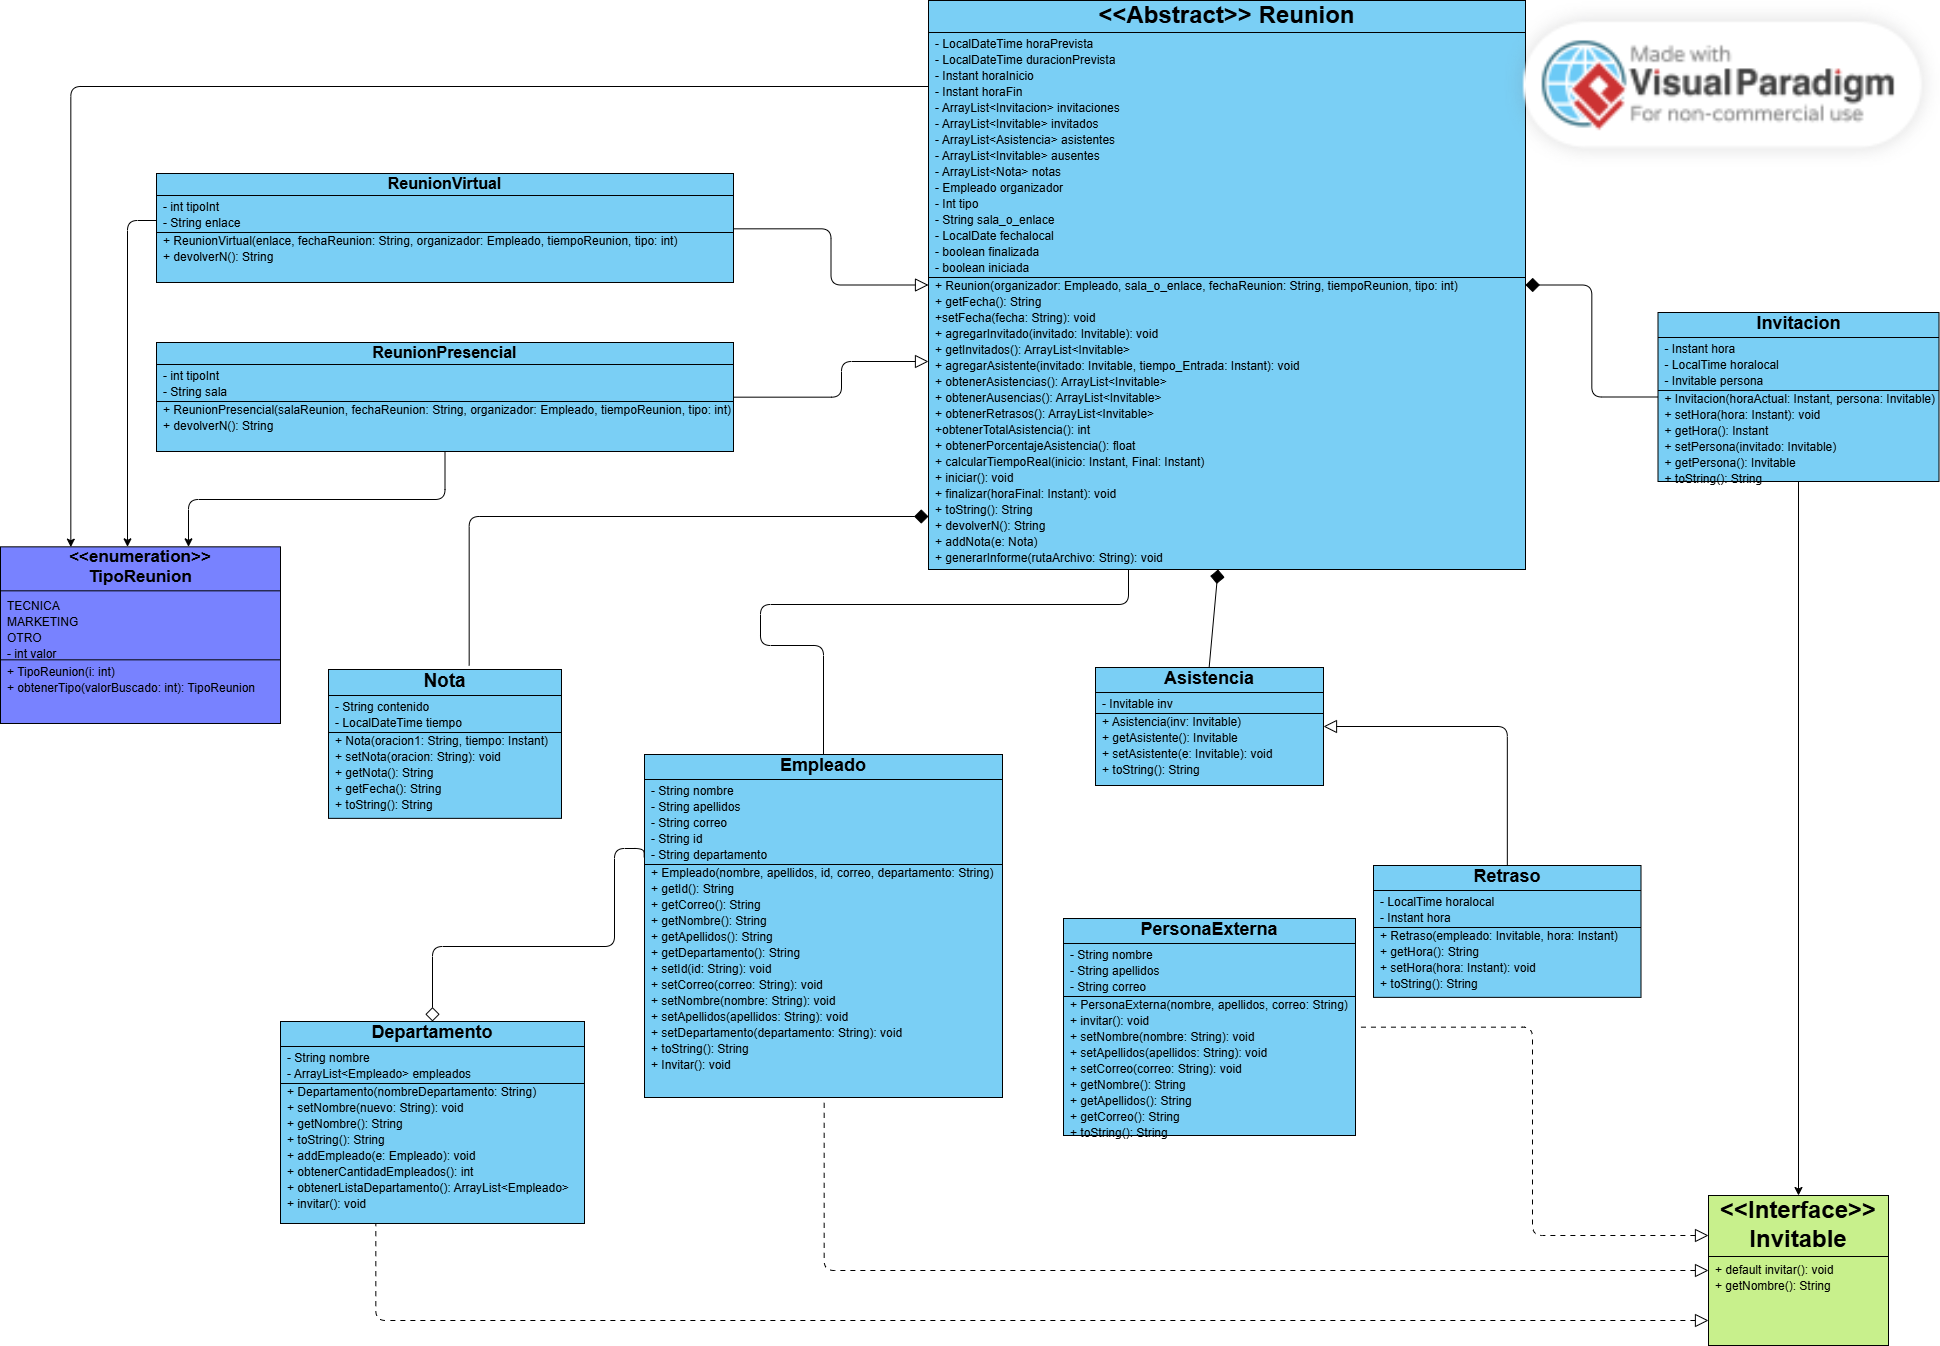 <<Abstract>> Reunion
- LocalDateTime horaPrevista
- LocalDateTime duracionPrevista
- Instant horaInicio
- Instant horaFin
- ArrayList<Invitacion> invitaciones
- ArrayList<Invitable> invitados
- ArrayList<Asistencia> asistentes
- ArrayList<Invitable> ausentes
- ArrayList<Nota> notas
- Empleado organizador
- Int tipo
- String sala_o_enlace
- LocalDate fechalocal
- boolean finalizada
- boolean iniciada
+ Reunion(organizador: Empleado, sala_o_enlace, fechaReunion: String, tiempoReunion, tipo: int)
+ getFecha(): String
+setFecha(fecha: String): void
+ agregarInvitado(invitado: Invitable): void
+ getInvitados(): ArrayList<Invitable>
+ agregarAsistente(invitado: Invitable, tiempo_Entrada: Instant): void
+ obtenerAsistencias(): ArrayList<Invitable>
+ obtenerAusencias(): ArrayList<Invitable>
+ obtenerRetrasos(): ArrayList<Invitable>
+obtenerTotalAsistencia(): int
+ obtenerPorcentajeAsistencia(): float
+ calcularTiempoReal(inicio: Instant, Final: Instant)
+ iniciar(): void
+ finalizar(horaFinal: Instant): void
+ toString(): String
+ devolverN(): String
+ addNota(e: Nota)
+ generarInforme(rutaArchivo: String): void
Made with
Visual Paradigm
For non-commercial use
ReunionVirtual
- int tipoInt
- String enlace
+ ReunionVirtual(enlace, fechaReunion: String, organizador: Empleado, tiempoReunion, tipo: int)
+ devolverN(): String
ReunionPresencial
- int tipoInt
- String sala
+ ReunionPresencial(salaReunion, fechaReunion: String, organizador: Empleado, tiempoReunion, tipo: int)
+ devolverN(): String
Invitacion
- Instant hora
- LocalTime horalocal
- Invitable persona
+ Invitacion(horaActual: Instant, persona: Invitable)
+ setHora(hora: Instant): void
+ getHora(): Instant
+ setPersona(invitado: Invitable)
+ getPersona(): Invitable
+ toString(): String
<<enumeration>>
TipoReunion
TECNICA
MARKETING
OTRO
- int valor
+ TipoReunion(i: int)
+ obtenerTipo(valorBuscado: int): TipoReunion
Nota
- String contenido
- LocalDateTime tiempo
+ Nota(oracion1: String, tiempo: Instant)
+ setNota(oracion: String): void
+ getNota(): String
+ getFecha(): String
+ toString(): String
Asistencia
- Invitable inv
+ Asistencia(inv: Invitable)
+ getAsistente(): Invitable
+ setAsistente(e: Invitable): void
+ toString(): String
Empleado
- String nombre
- String apellidos
- String correo
- String id
- String departamento
+ Empleado(nombre, apellidos, id, correo, departamento: String)
+ getId(): String
+ getCorreo(): String
+ getNombre(): String
+ getApellidos(): String
+ getDepartamento(): String
+ setId(id: String): void
+ setCorreo(correo: String): void
+ setNombre(nombre: String): void
+ setApellidos(apellidos: String): void
+ setDepartamento(departamento: String): void
+ toString(): String
+ Invitar(): void
Retraso
- LocalTime horalocal
- Instant hora
+ Retraso(empleado: Invitable, hora: Instant)
+ getHora(): String
+ setHora(hora: Instant): void
+ toString(): String
PersonaExterna
- String nombre
- String apellidos
- String correo
+ PersonaExterna(nombre, apellidos, correo: String)
+ invitar(): void
+ setNombre(nombre: String): void
+ setApellidos(apellidos: String): void
+ setCorreo(correo: String): void
+ getNombre(): String
+ getApellidos(): String
+ getCorreo(): String
+ toString(): String
Departamento
- String nombre
- ArrayList<Empleado> empleados
+ Departamento(nombreDepartamento: String)
+ setNombre(nuevo: String): void
+ getNombre(): String
+ toString(): String
+ addEmpleado(e: Empleado): void
+ obtenerCantidadEmpleados(): int
+ obtenerListaDepartamento(): ArrayList<Empleado>
+ invitar(): void
<<Interface>>
Invitable
+ default invitar(): void
+ getNombre(): String